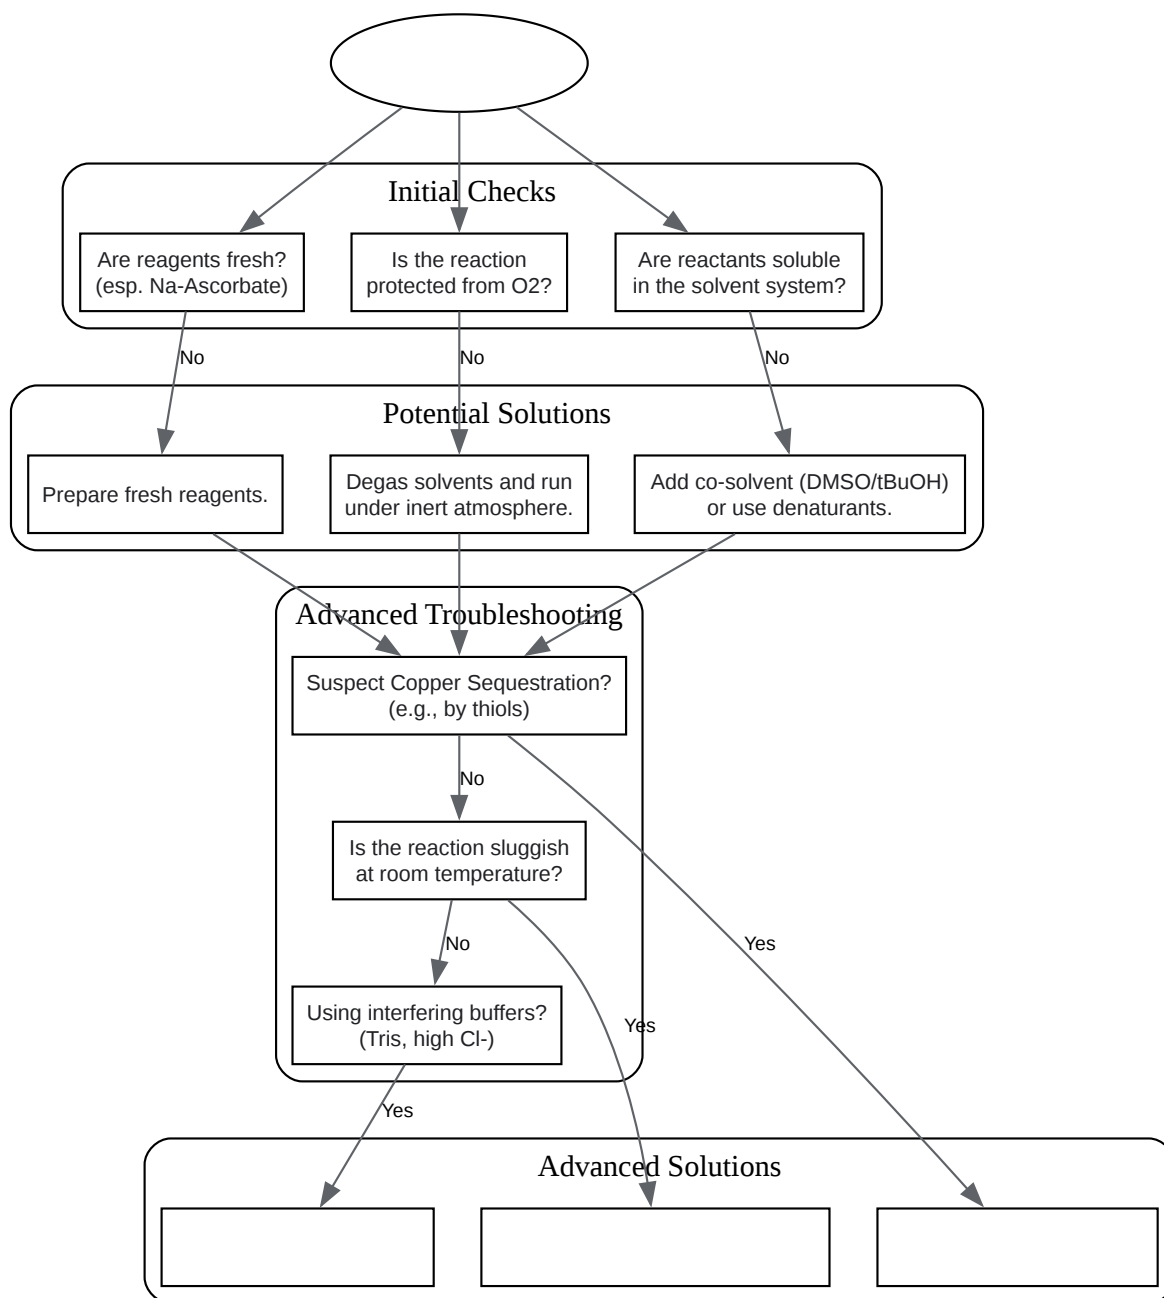 Initial Checks
Are reagents fresh?
(esp. Na-Ascorbate)
Is the reaction
protected from O2?
Are reactants soluble
in the solvent system?
No
No
No
Potential Solutions
Prepare fresh reagents.
Degas solvents and run
under inert atmosphere.
Add co-solvent (DMSO/tBuOH)
or use denaturants.
Advanced Troubleshooting
Suspect Copper Sequestration?
(e.g., by thiols)
No
Is the reaction sluggish
at room temperature?
No
Yes
Using interfering buffers?
(Tris, high Cl-)
Yes
Yes
Advanced Solutions